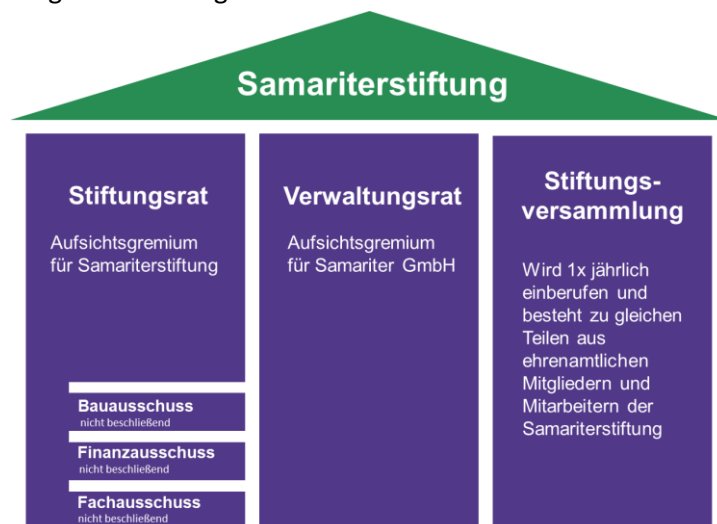 Samariterstiftung
Stiftungsrat
Aufsichtsgremium
für Samariterstiftung
Bauausschuss
nicht beschließend
Finanzausschuss
nicht beschließend
Fachausschuss
nicht beschließend
Verwaltungsrat
Aufsichtsgremium
für Samariter GmbH
Stiftungs-
versammlung
Wird 1x jährlich
einberufen und
besteht zu gleichen
Teilen aus
ehrenamtlichen
Mitgliedern und
Mitarbeitern der
Samariterstiftung